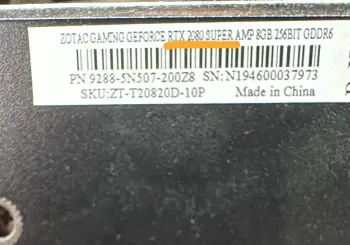 ZOTAC GAMING GEFORCE RTX 2080 SUPER AMP 8GB 256BIT GDDR6
PN 9288-5N507-200Z8 SN:N194600037973
SKU:ZT-T20820D-10P Made in China